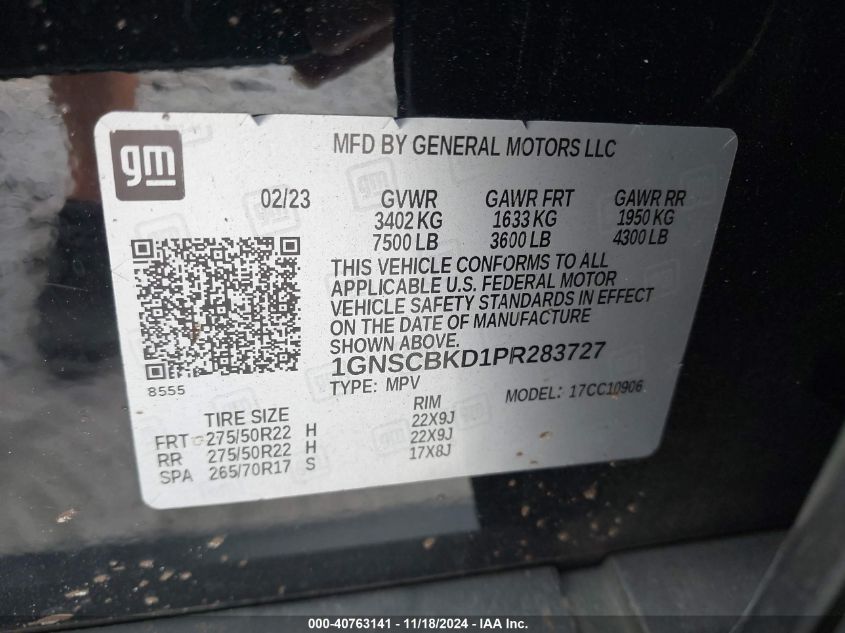 gm
MFD BY GENERAL MOTORS LLC
02/23 GVWR GAWR FRT GAWR RR
3402 KG 1633 KG 1950 KG
7500 LB 3600 LB 4300 LB
THIS VEHICLE CONFORMS TO ALL
APPLICABLE U.S. FEDERAL MOTOR
VEHICLE SAFETY STANDARDS IN EFFECT
ON THE DATE OF MANUFACTURE
SHOWN ABOVE.
1GNSCBKD1PR283727
8555
TYPE: MPV MODEL: 17CC10906
TIRE SIZE RIM
FRT 275/50R22 H 22X9J
RR 275/50R22 H 22X9J
SPA 265/70R17 S 17X8J
000-40763141 — 11/18/2024 — IAA Inc.